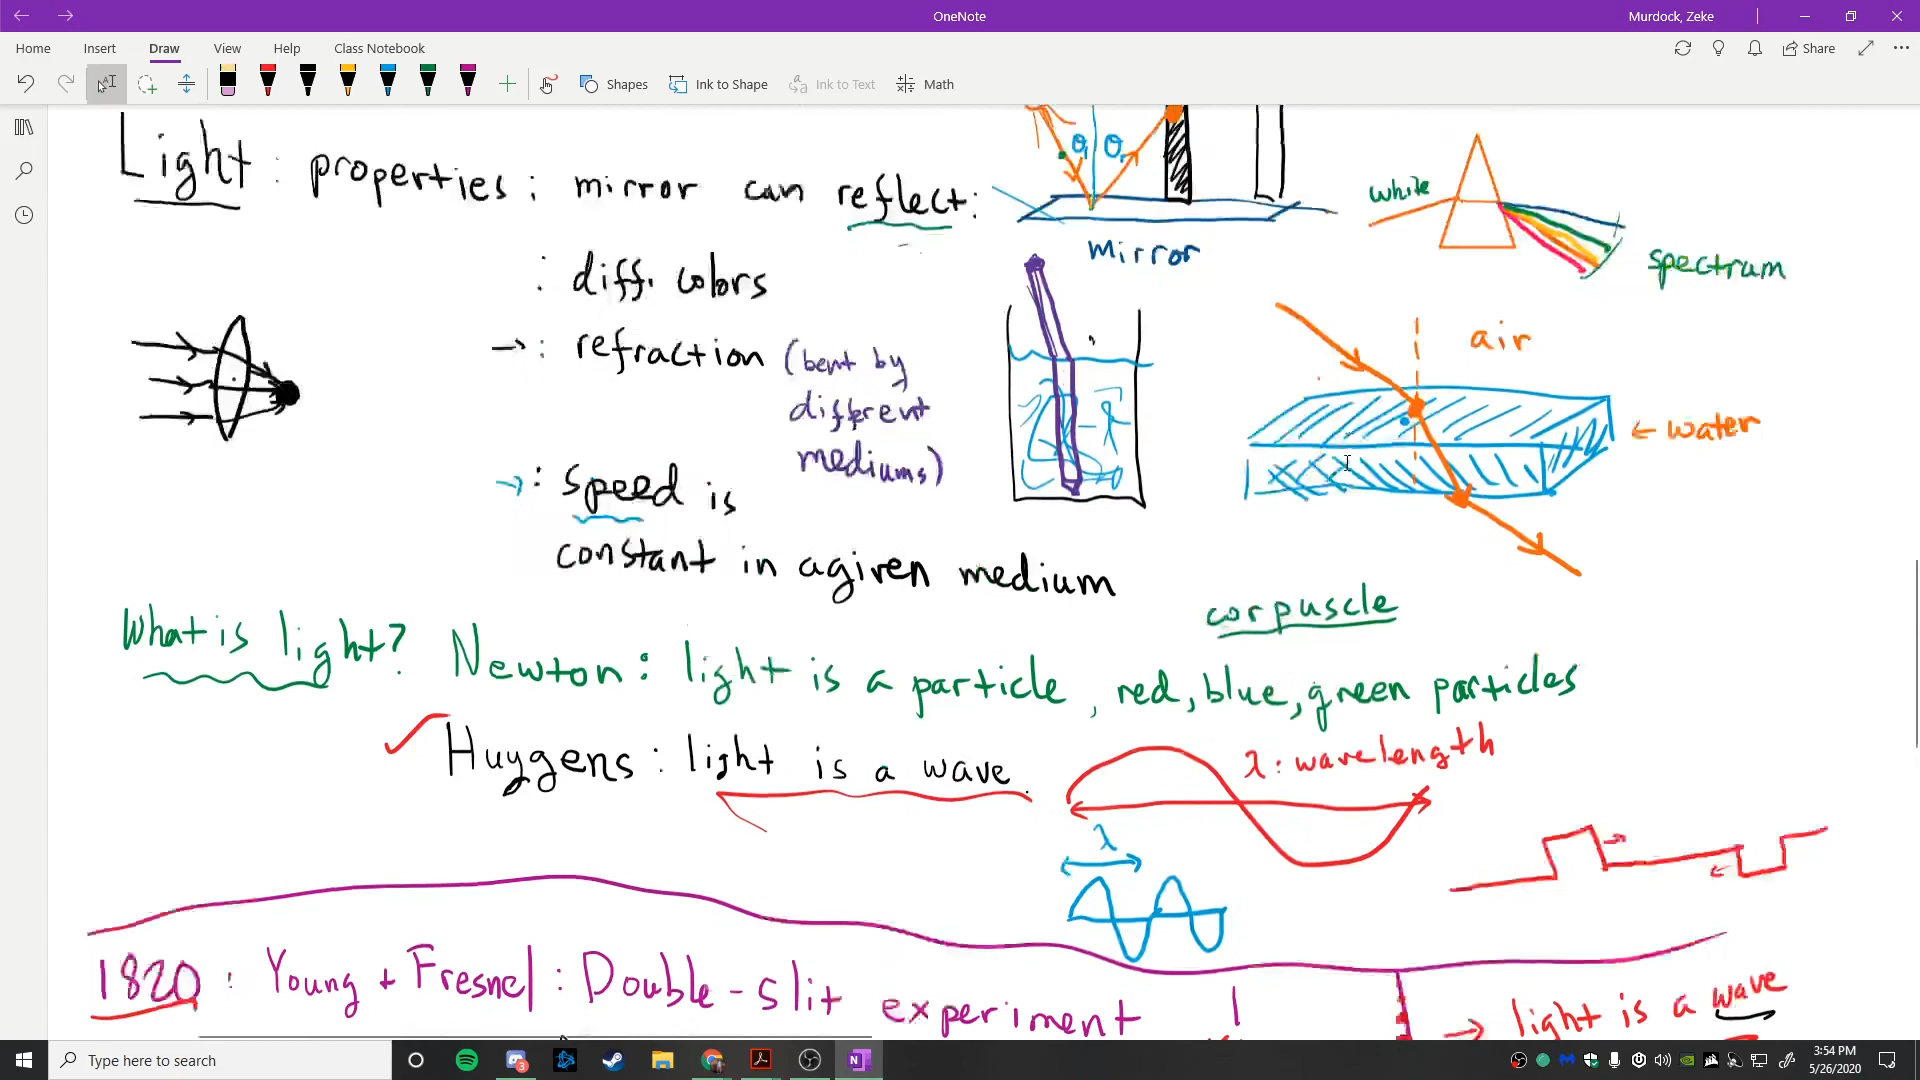 OneNote
Murdock, Zeke
Home Insert Draw View Help Class Notebook
Share
Shapes Ink to Shape Ink to Text Math
Light : properties : mirror can reflect :
θi θr
mirror
white
spectrum
: diff. colors
→ : refraction (bent by
different
mediums)
air
← water
→ : speed is
constant in a given medium
corpuscle
What is light? Newton : light is a particle, red, blue, green particles
✓ Huygens : light is a wave.
λ : wavelength
λ
1820 : Young + Fresnel : Double-slit experiment
→ light is a wave
Type here to search
3
3:54 PM
5/26/2020